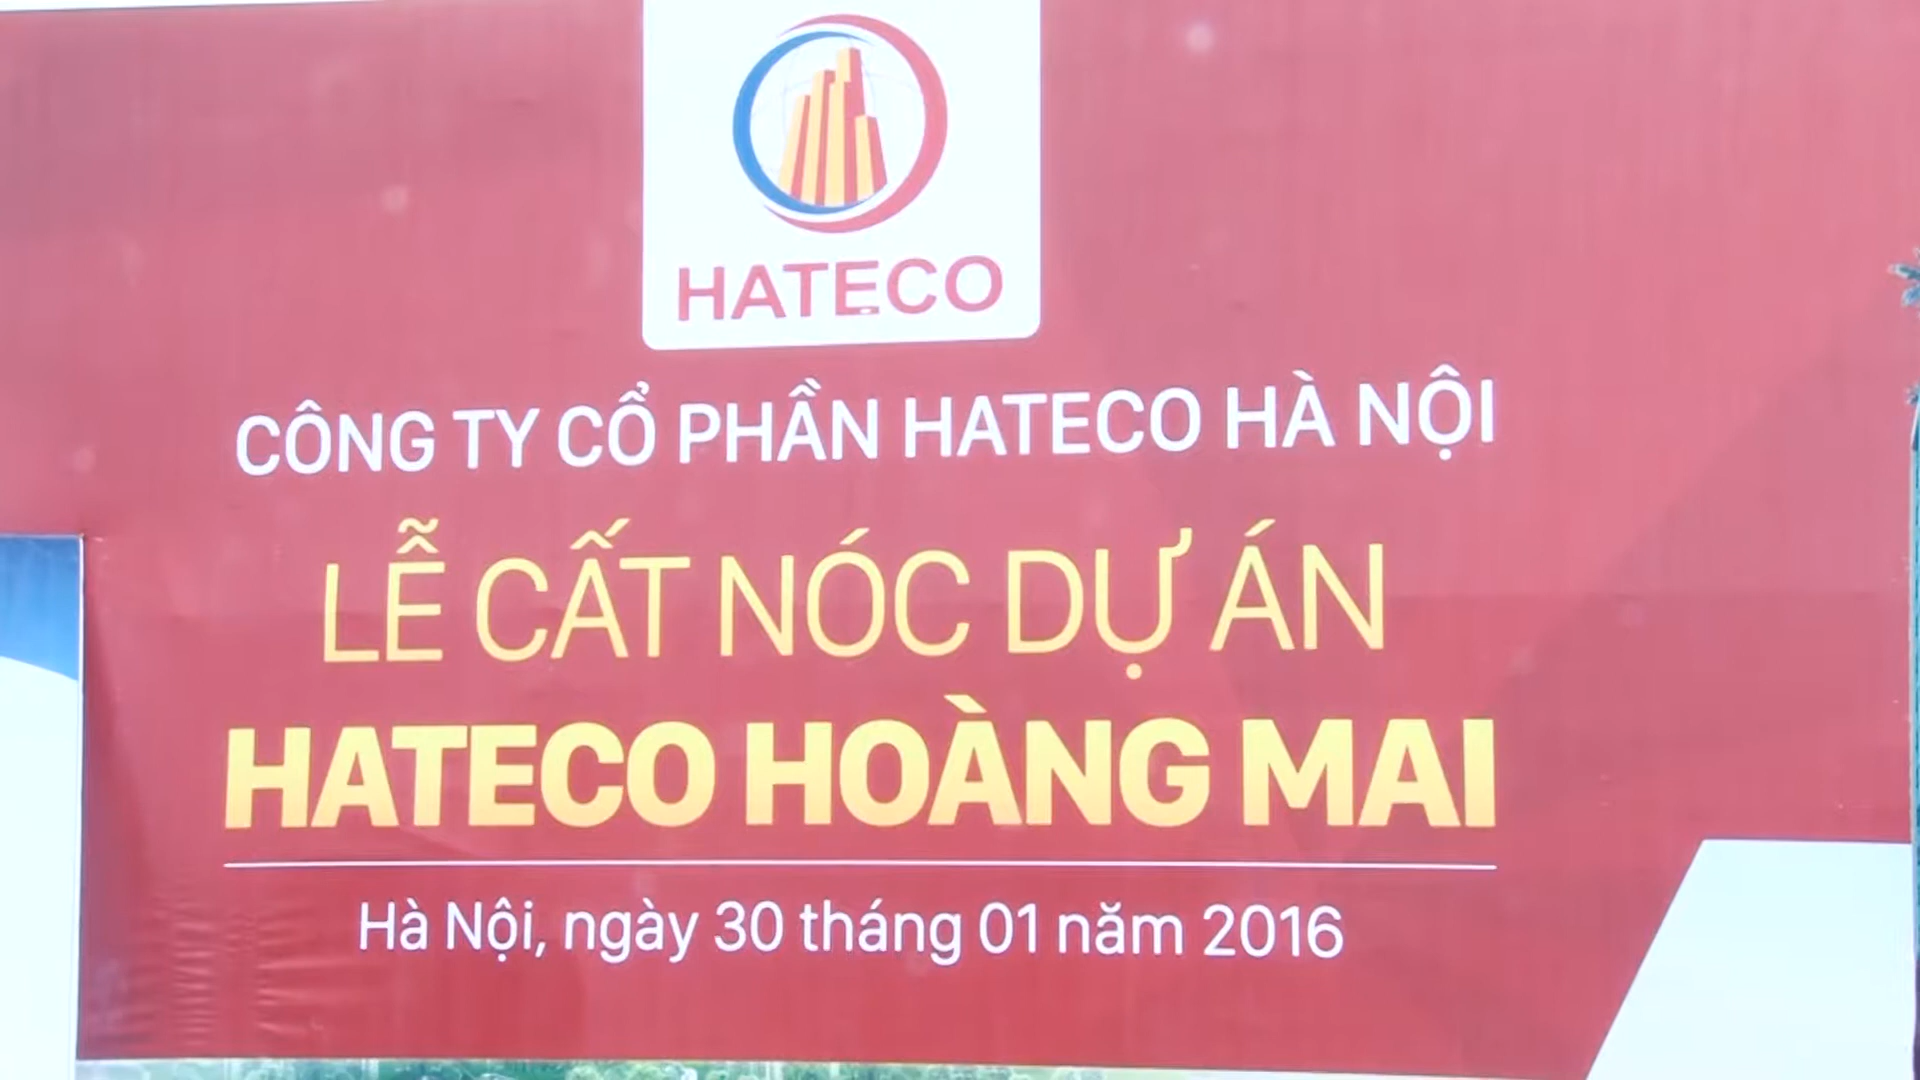 HATECO
CÔNG TY CỔ PHẦN HATECO HÀ NỘI
LỄ CẤT NÓC DỰ ÁN
HATECO HOÀNG MAI
Hà Nội, ngày 30 tháng 01 năm 2016